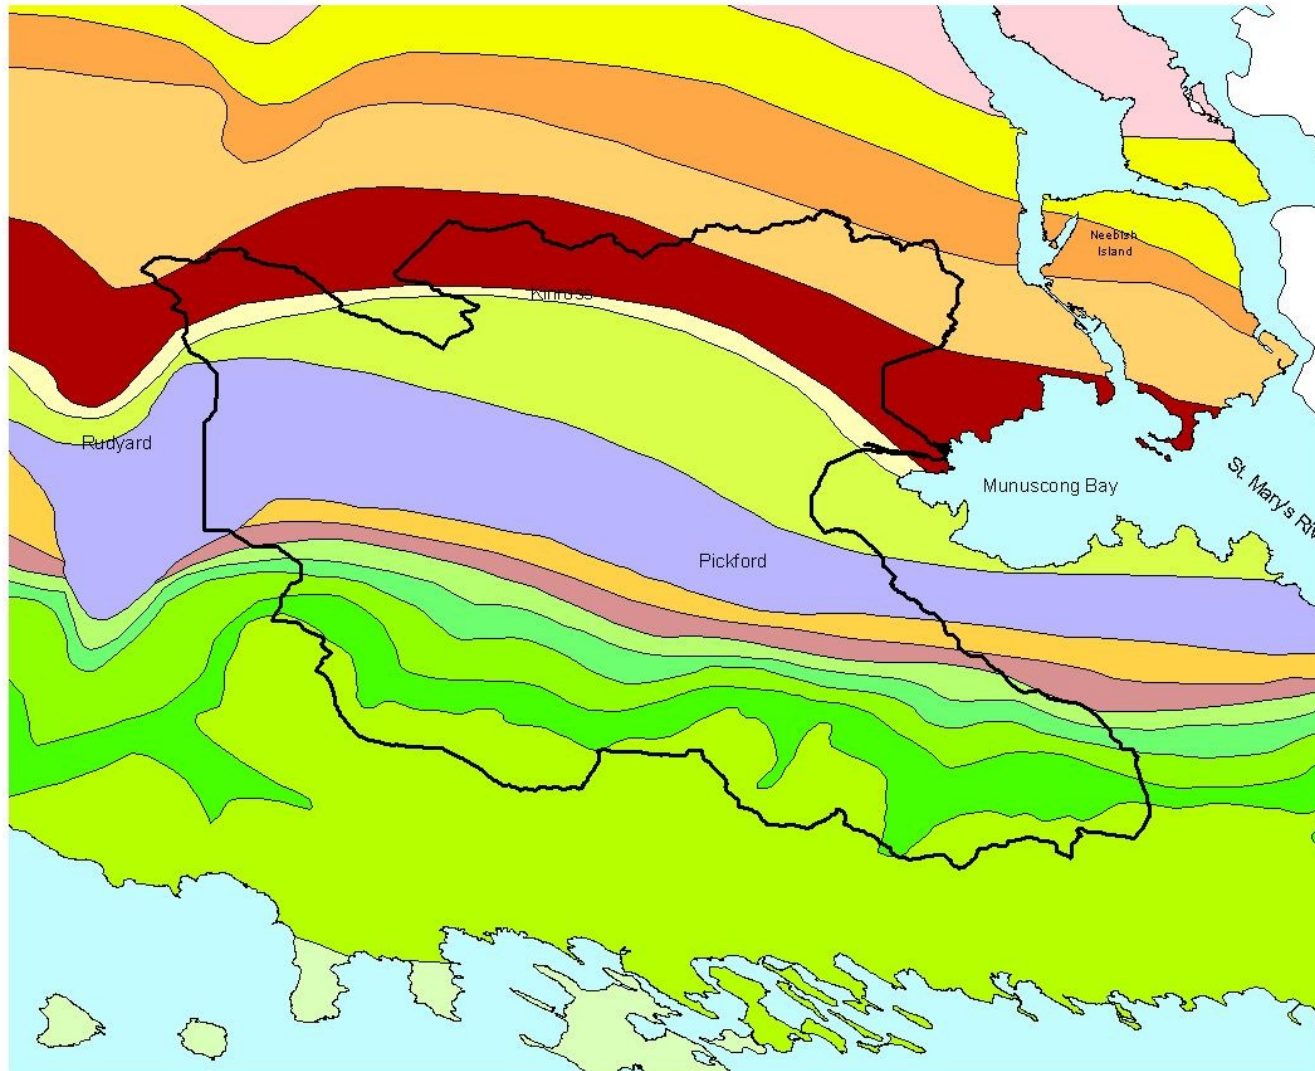 Neebish
Island
Kinross
Rudyard
Munuscong Bay
St. Mary's Riv
Pickford